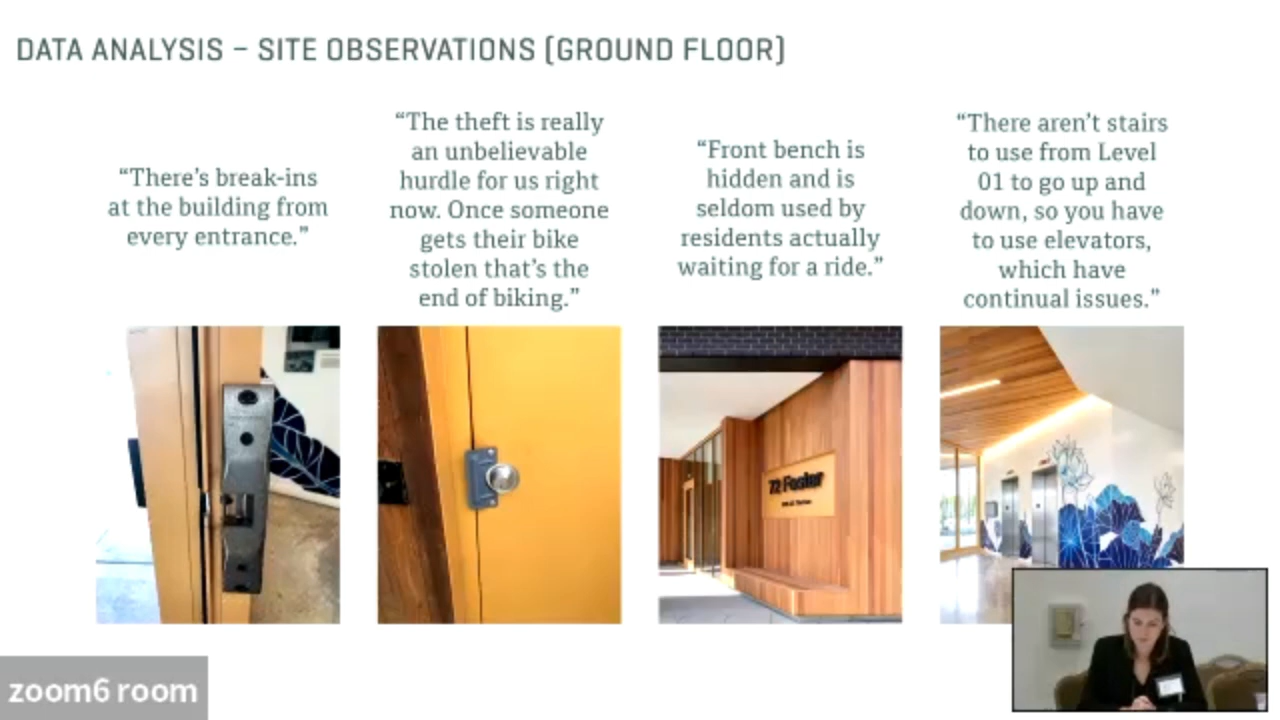 DATA ANALYSIS – SITE OBSERVATIONS (GROUND FLOOR)
“There’s break-ins
at the building from
every entrance.”
“The theft is really
an unbelievable
hurdle for us right
now. Once someone
gets their bike
stolen that’s the
end of biking.”
“Front bench is
hidden and is
seldom used by
residents actually
waiting for a ride.”
“There aren’t stairs
to use from Level
01 to go up and
down, so you have
to use elevators,
which have
continual issues.”
72 Foster
zoom6 room